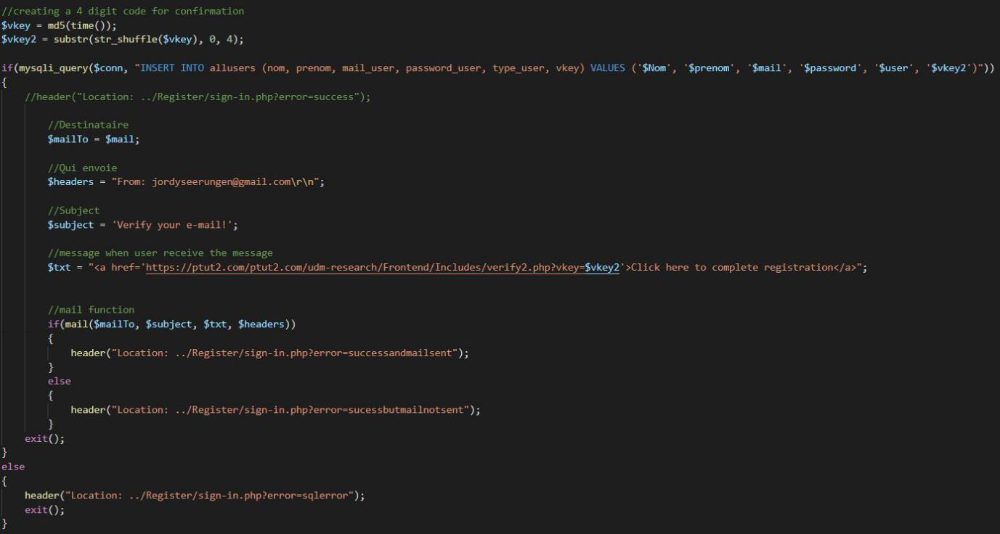 //creating a 4 digit code for confirmation
$vkey = md5(time());
$vkey2 = substr(str_shuffle($vkey), 0, 4);
if(mysqli_query($conn, "INSERT INTO allusers (nom, prenom, mail_user, password_user, type_user, vkey) VALUES ('$Nom', '$prenom', '$mail', '$password', '$user', '$vkey2')"))
{
//header("Location: ../Register/sign-in.php?error=success");
//Destinataire
$mailTo = $mail;
//Qui envoie
$headers = "From: jordyseerungen@gmail.com\r\n";
//Subject
$subject = 'Verify your e-mail!';
//message when user receive the message
$txt = "<a href='https://ptut2.com/ptut2.com/udm-research/Frontend/Includes/verify2.php?vkey=$vkey2'>Click here to complete registration</a>";
//mail function
if(mail($mailTo, $subject, $txt, $headers))
{
header("Location: ../Register/sign-in.php?error=successandmailsent");
}
else
{
header("Location: ../Register/sign-in.php?error=sucessbutmailnotsent");
}
exit();
}
else
{
header("Location: ../Register/sign-in.php?error=sqlerror");
exit();
}